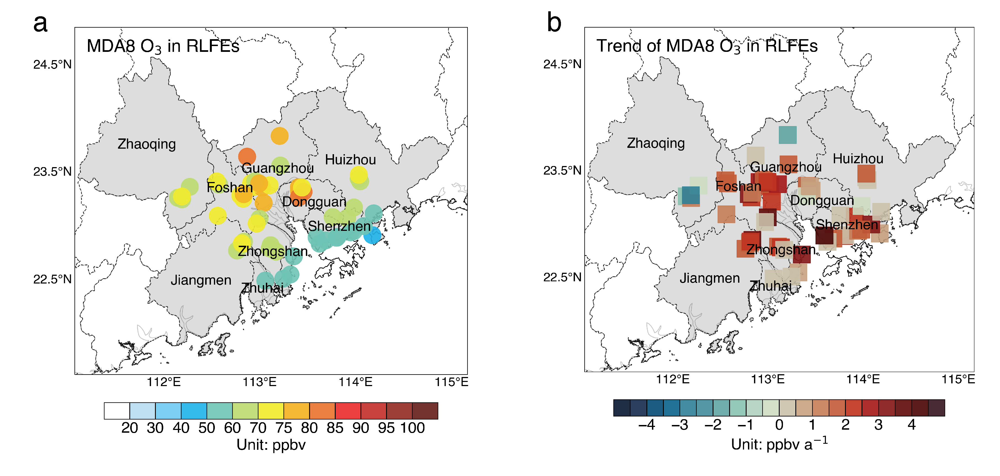 a
MDA8 O₃ in RLFEs
24.5°N
23.5°N
22.5°N
Zhaoqing
Huizhou
Guangzhou
Foshan
Dongguan
Shenzhen
Zhongshan
Jiangmen
Zhuhai
112°E 113°E 114°E 115°E
20 30 40 50 60 70 75 80 85 90 95 100
Unit: ppbv
b
Trend of MDA8 O₃ in RLFEs
24.5°N
23.5°N
22.5°N
Zhaoqing
Huizhou
Guangzhou
Foshan
Dongguan
Shenzhen
Zhongshan
Jiangmen
Zhuhai
112°E 113°E 114°E 115°E
−4 −3 −2 −1 0 1 2 3 4
Unit: ppbv a⁻¹